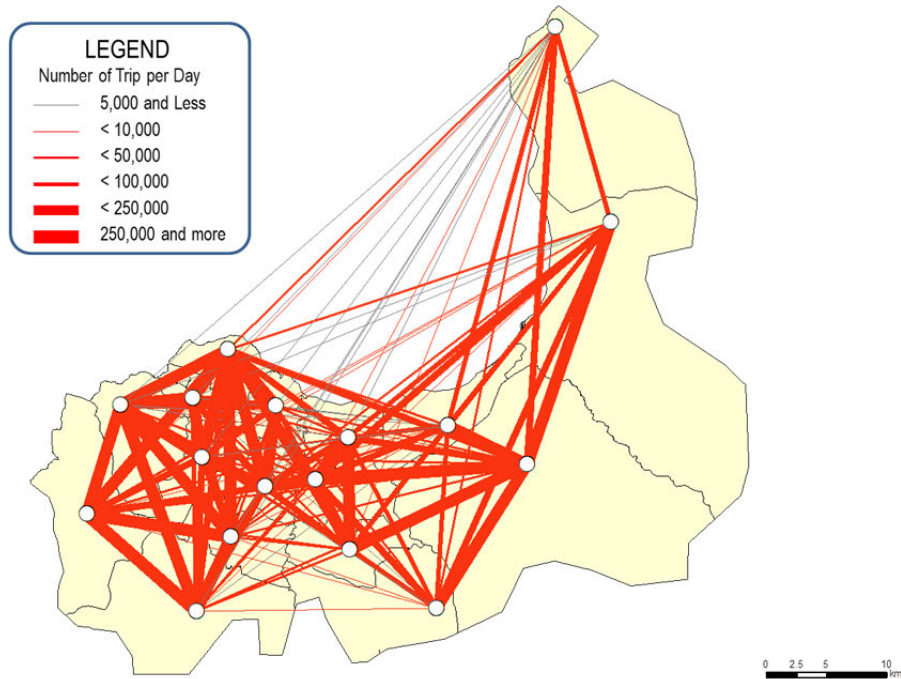 LEGEND
Number of Trip per Day
5,000 and Less
< 10,000
< 50,000
< 100,000
< 250,000
250,000 and more
0 2.5 5 10
km